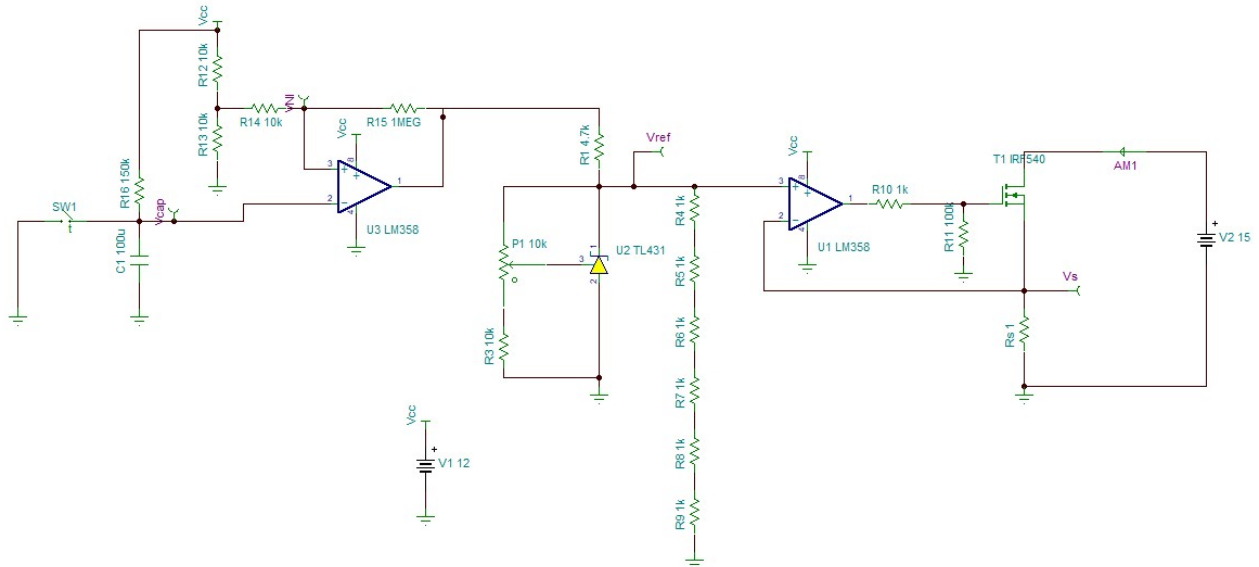 Vcc
R12 10k
R13 10k
R14 10k
VNI
R15 1MEG
Vcc
3
+
8
+
1
2
-
4
U3 LM358
R16 150k
SW1
t
Vcap
C1 100u
R1 4.7k
Vref
P1 10k
3
1
2
U2 TL431
R3 10k
R4 1k
R5 1k
R6 1k
R7 1k
R8 1k
R9 1k
Vcc
3
+
8
+
1
2
-
4
U1 LM358
R10 1k
R11 100k
T1 IRF540
AM1
+
V2 15
Vs
Rs 1
Vcc
+
V1 12